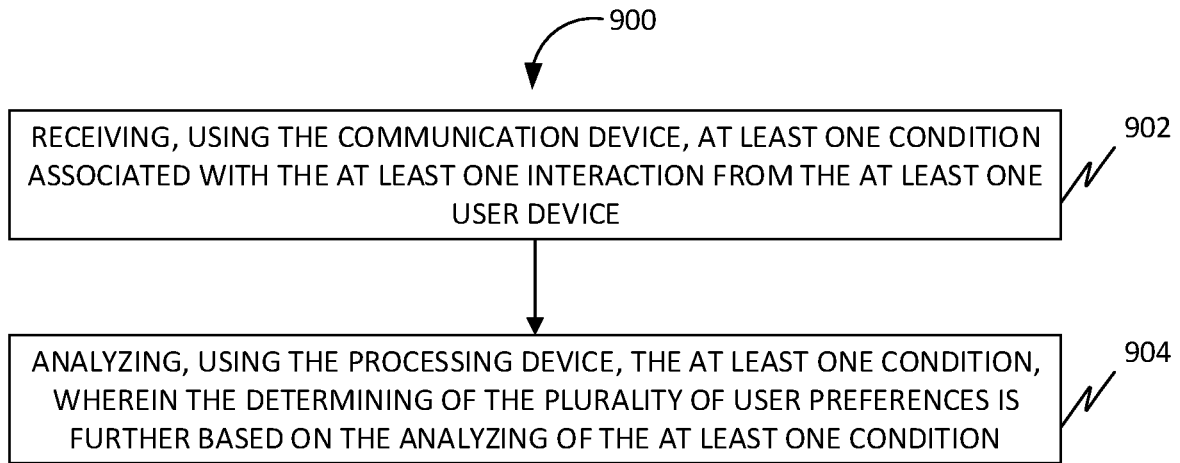 900
RECEIVING, USING THE COMMUNICATION DEVICE, AT LEAST ONE CONDITION
ASSOCIATED WITH THE AT LEAST ONE INTERACTION FROM THE AT LEAST ONE
USER DEVICE
902
ANALYZING, USING THE PROCESSING DEVICE, THE AT LEAST ONE CONDITION,
WHEREIN THE DETERMINING OF THE PLURALITY OF USER PREFERENCES IS
FURTHER BASED ON THE ANALYZING OF THE AT LEAST ONE CONDITION
904